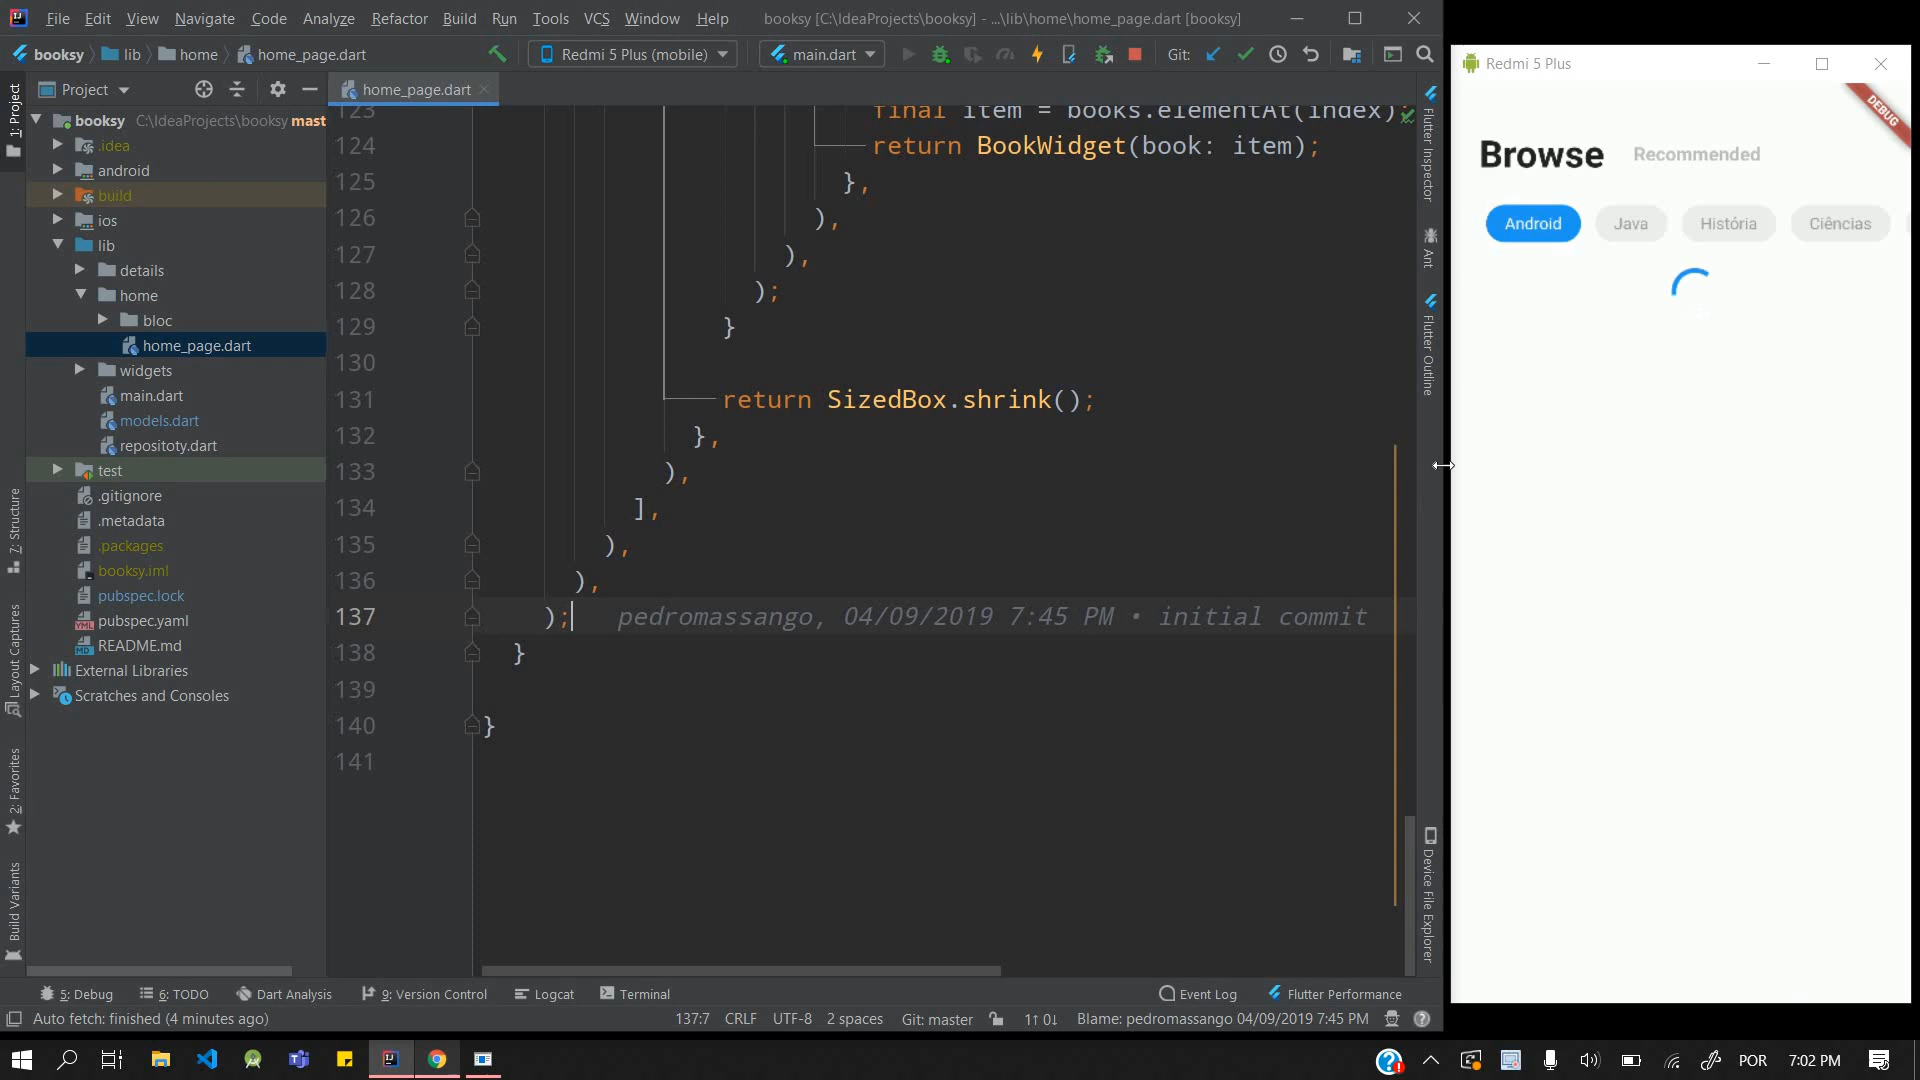 File Edit View Navigate Code Analyze Refactor Build Run Tools VCS Window Help booksy [C:\IdeaProjects\booksy] - ...\lib\home\home_page.dart [booksy]
booksy lib home home_page.dart Redmi 5 Plus (mobile) main.dart Git:
Project
home_page.dart
1: Project
7: Structure
Layout Captures
2: Favorites
Build Variants
booksy C:\IdeaProjects\booksy mast
.idea
android
build
ios
lib
details
home
bloc
home_page.dart
widgets
main.dart
models.dart
repositoty.dart
test
.gitignore
.metadata
.packages
booksy.iml
pubspec.lock
pubspec.yaml
README.md
External Libraries
Scratches and Consoles
123 final item = books.elementAt(index);
124 return BookWidget(book: item);
125 },
126 ),
127 ),
128 );
129 }
130
131 return SizedBox.shrink();
132 },
133 ),
134 ],
135 ),
136 ),
137 ); pedromassango, 04/09/2019 7:45 PM • initial commit
138 }
139
140 }
141
Flutter Inspector
Ant
Flutter Outline
Device File Explorer
Redmi 5 Plus
DEBUG
Browse Recommended
Android Java História Ciências
5: Debug 6: TODO Dart Analysis 9: Version Control Logcat Terminal Event Log Flutter Performance
Auto fetch: finished (4 minutes ago) 137:7 CRLF UTF-8 2 spaces Git: master 1↑ 0↓ Blame: pedromassango 04/09/2019 7:45 PM
POR 7:02 PM